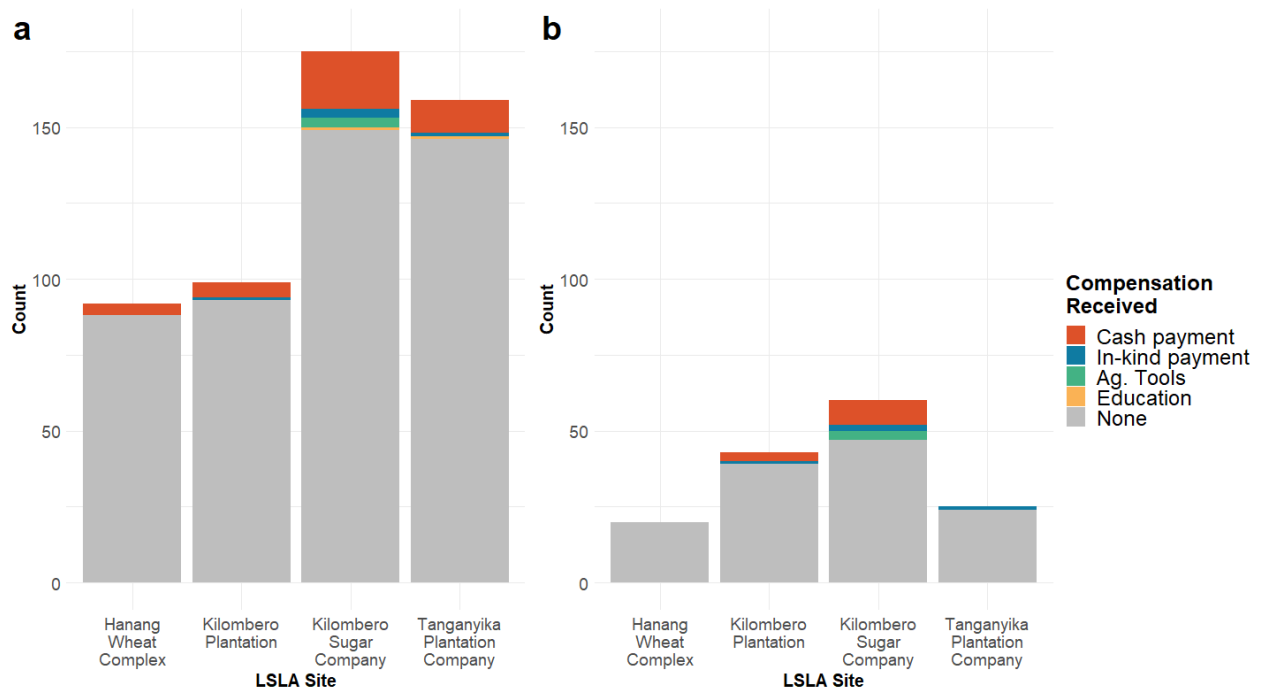 a
150
100
50
0
Count
Hanang
Wheat
Complex
Kilombero
Plantation
Kilombero
Sugar
Company
Tanganyika
Plantation
Company
LSLA Site
b
150
100
50
0
Count
Hanang
Wheat
Complex
Kilombero
Plantation
Kilombero
Sugar
Company
Tanganyika
Plantation
Company
LSLA Site
Compensation
Received
Cash payment
In-kind payment
Ag. Tools
Education
None